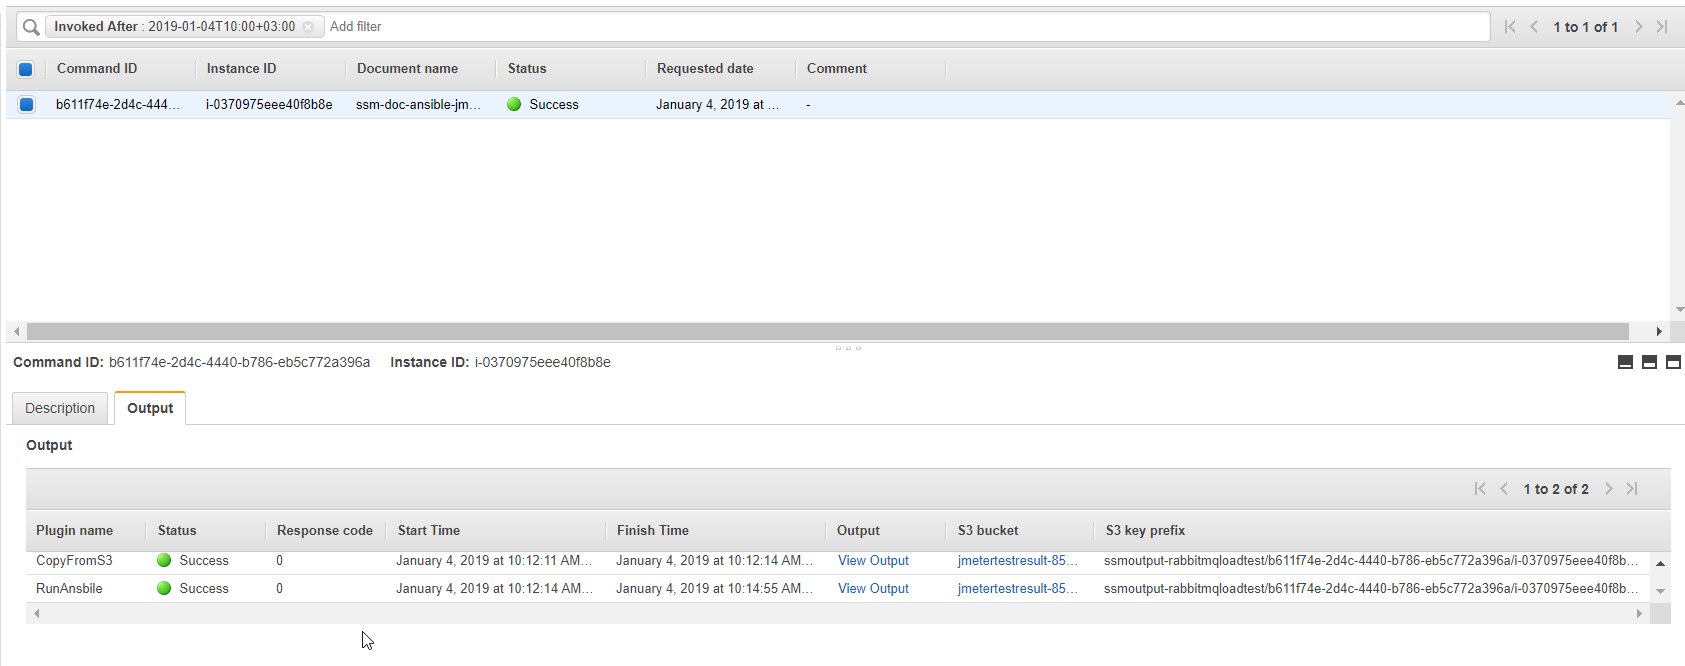 Invoked After : 2019-01-04T10:00+03:00 Add filter 1 to 1 of 1
Command ID Instance ID Document name Status Requested date Comment
b611f74e-2d4c-444... i-0370975eee40f8b8e ssm-doc-ansible-jm... Success January 4, 2019 at ... -
Command ID: b611f74e-2d4c-4440-b786-eb5c772a396a Instance ID: i-0370975eee40f8b8e
Description Output
Output
1 to 2 of 2
Plugin name Status Response code Start Time Finish Time Output S3 bucket S3 key prefix
CopyFromS3 Success 0 January 4, 2019 at 10:12:11 AM... January 4, 2019 at 10:12:14 AM... View Output jmetertestresult-85... ssmoutput-rabbitmqloadtest/b611f74e-2d4c-4440-b786-eb5c772a396a/i-0370975eee40f8b...
RunAnsbile Success 0 January 4, 2019 at 10:12:14 AM... January 4, 2019 at 10:14:55 AM... View Output jmetertestresult-85... ssmoutput-rabbitmqloadtest/b611f74e-2d4c-4440-b786-eb5c772a396a/i-0370975eee40f8b...